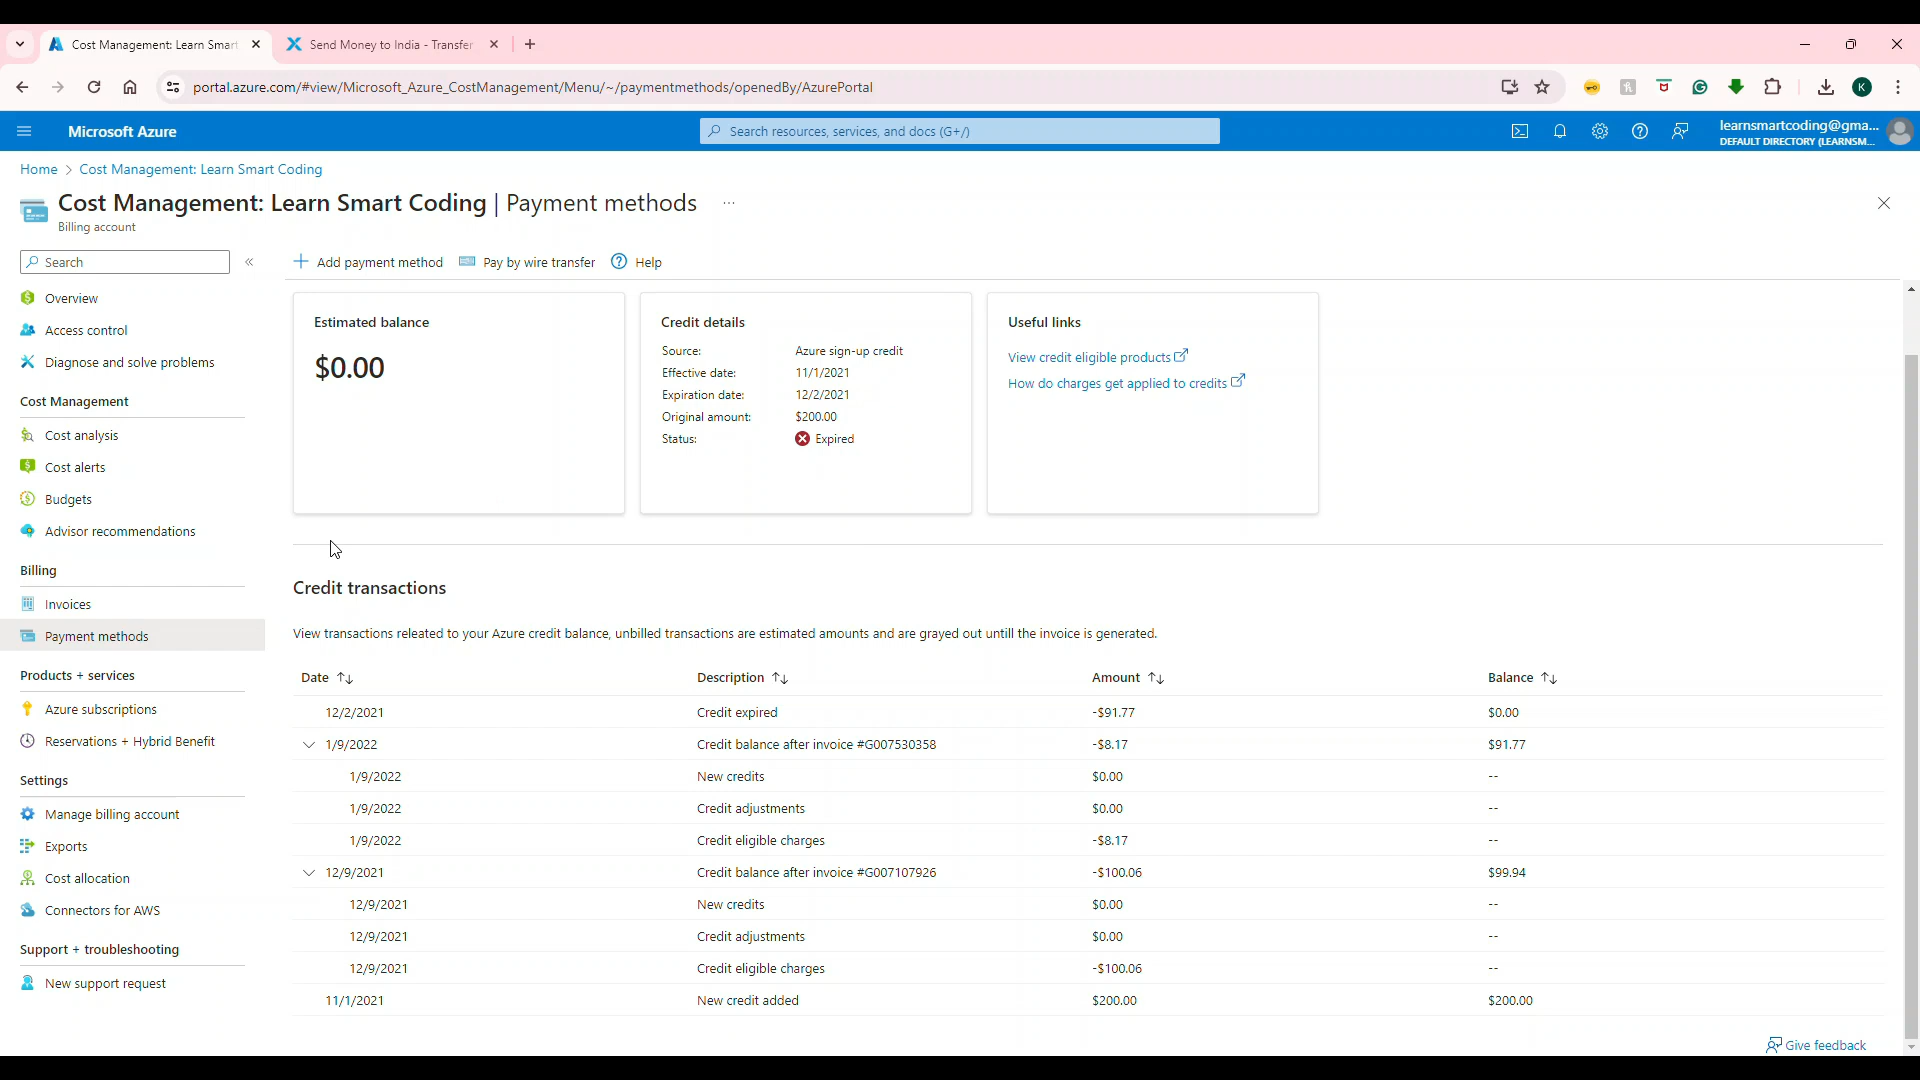 Cost Management: Learn Smart
Send Money to India - Transfer
portal.azure.com/#view/Microsoft_Azure_CostManagement/Menu/~/paymentmethods/openedBy/AzurePortal
K
Microsoft Azure
Search resources, services, and docs (G+/)
learnsmartcoding@gma...
DEFAULT DIRECTORY (LEARNSM...
Home > Cost Management: Learn Smart Coding
Cost Management: Learn Smart Coding | Payment methods ...
Billing account
Search
«
Add payment method
Pay by wire transfer
Help
Overview
Access control
Diagnose and solve problems
Cost Management
Cost analysis
Cost alerts
Budgets
Advisor recommendations
Billing
Invoices
Payment methods
Products + services
Azure subscriptions
Reservations + Hybrid Benefit
Settings
Manage billing account
Exports
Cost allocation
Connectors for AWS
Support + troubleshooting
New support request
Estimated balance
$0.00
Credit details
Source: Azure sign-up credit
Effective date: 11/1/2021
Expiration date: 12/2/2021
Original amount: $200.00
Status: Expired
Useful links
View credit eligible products
How do charges get applied to credits
Credit transactions
View transactions releated to your Azure credit balance, unbilled transactions are estimated amounts and are grayed out untill the invoice is generated.
Date ↑↓ Description ↑↓ Amount ↑↓ Balance ↑↓
12/2/2021 Credit expired -$91.77 $0.00
1/9/2022 Credit balance after invoice #G007530358 -$8.17 $91.77
1/9/2022 New credits $0.00 --
1/9/2022 Credit adjustments $0.00 --
1/9/2022 Credit eligible charges -$8.17 --
12/9/2021 Credit balance after invoice #G007107926 -$100.06 $99.94
12/9/2021 New credits $0.00 --
12/9/2021 Credit adjustments $0.00 --
12/9/2021 Credit eligible charges -$100.06 --
11/1/2021 New credit added $200.00 $200.00
Give feedback